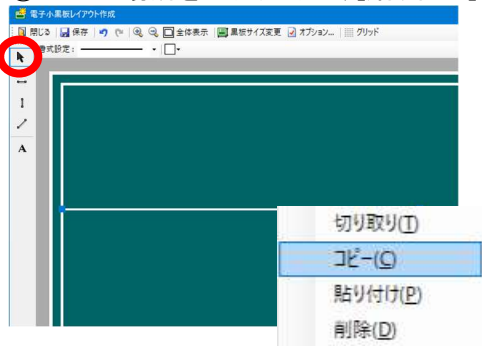 電子小黒板レイアウト作成
閉じる 保存 全体表示 黒板サイズ変更 オプション... グリッド
書式設定:
A
切り取り(T)
コピー(C)
貼り付け(P)
削除(D)